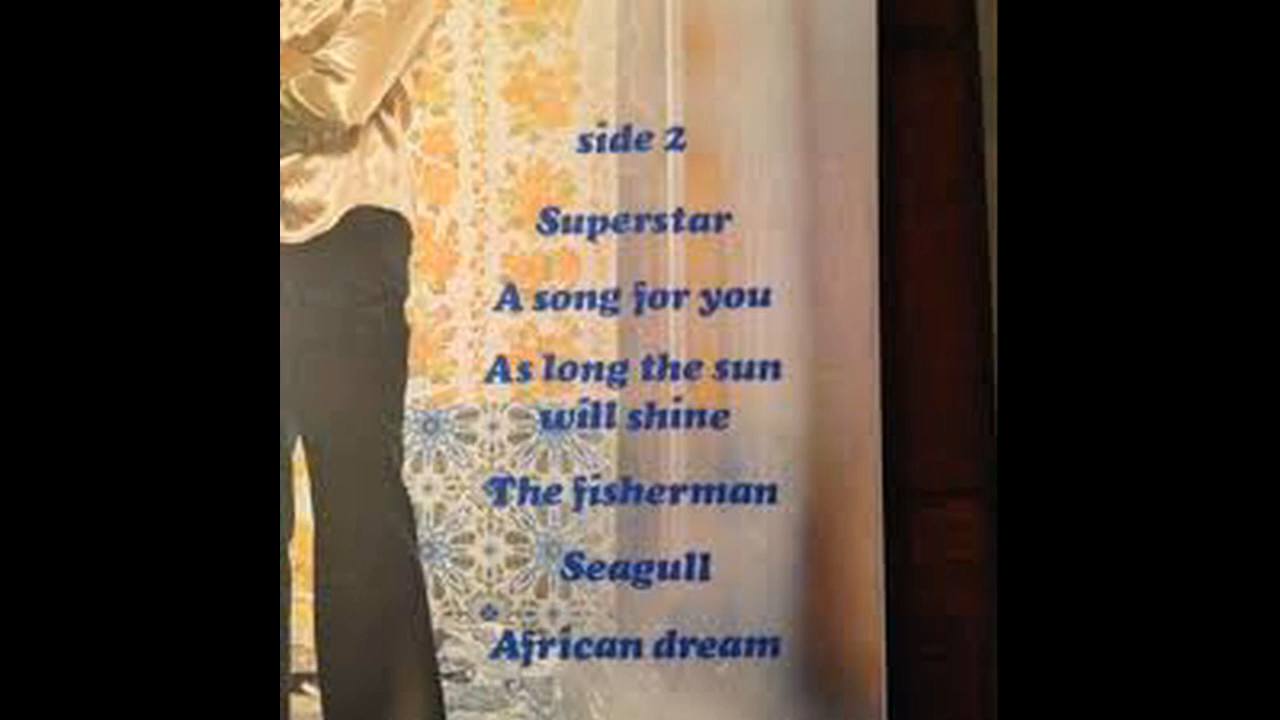 side 2
Superstar
A song for you
As long the sun
will shine
The fisherman
Seagull
African dream